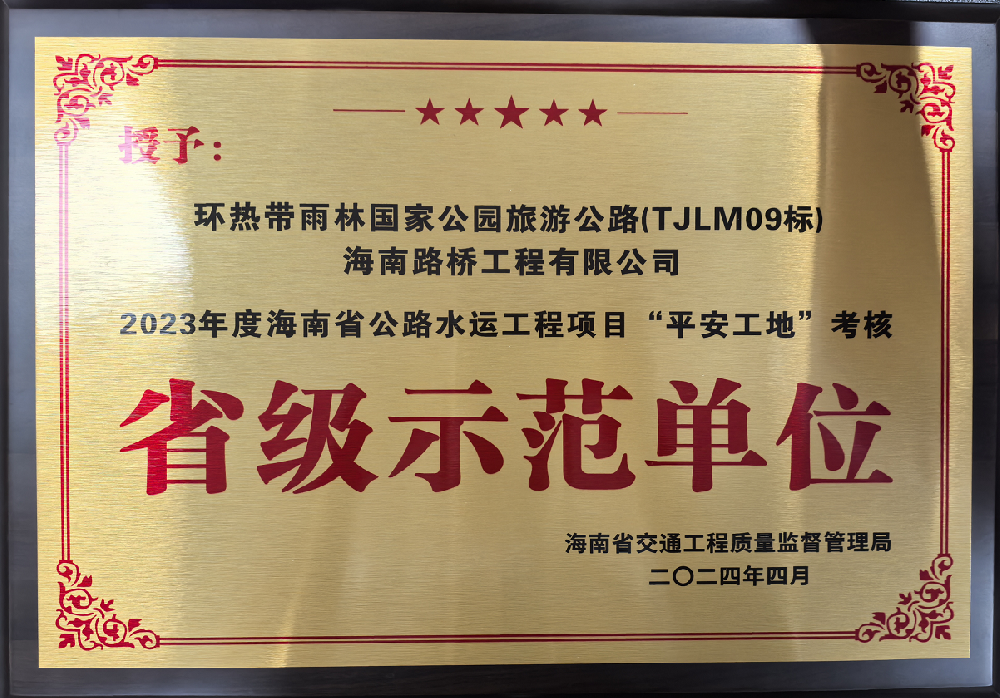 授予：
环热带雨林国家公园旅游公路(TJLM09标)
海南路桥工程有限公司
2023年度海南省公路水运工程项目“平安工地”考核
省级示范单位
海南省交通工程质量监督管理局
二〇二四年四月